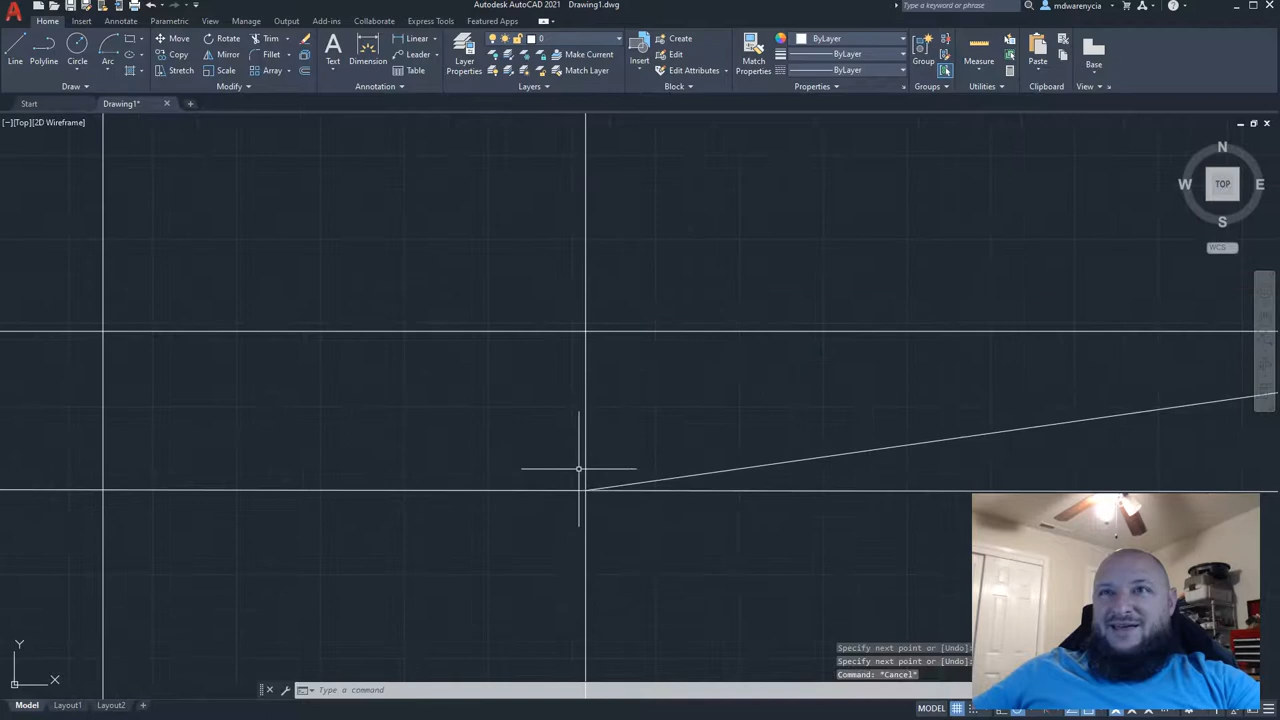 Autodesk AutoCAD 2021 Drawing1.dwg
Type a keyword or phrase
mdwarenycia
Home Insert Annotate Parametric View Manage Output Add-ins Collaborate Express Tools Featured Apps
Line Polyline Circle Arc
Move Rotate Trim
Copy Mirror Fillet
Stretch Scale Array
Text Dimension
Linear
Leader
Table
Layer Properties
0
Make Current
Match Layer
Insert
Create
Edit
Edit Attributes
Match Properties
ByLayer
ByLayer
ByLayer
Group Measure Paste Base
Draw Modify Annotation Layers Block Properties Groups Utilities Clipboard View
Start Drawing1*
[−][Top][2D Wireframe]
N
W TOP E
S
WCS
Y
X
Specify next point or [Undo]:
Specify next point or [Undo]:
Command: *Cancel*
Type a command
Model Layout1 Layout2 +
MODEL